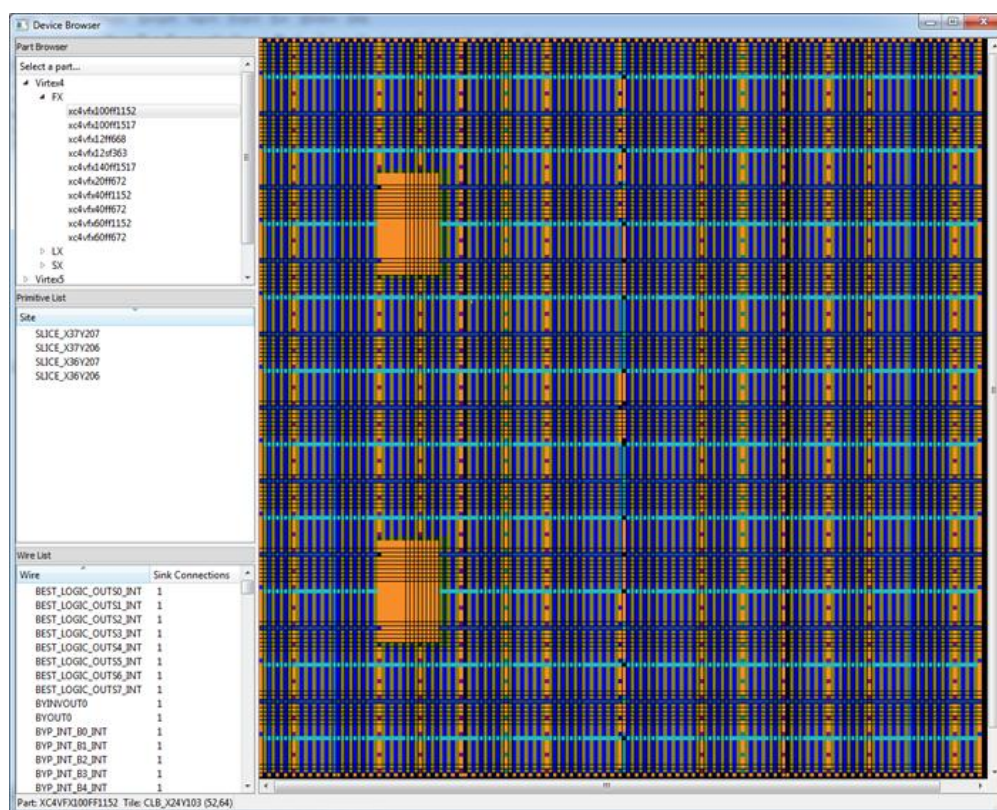 Device Browser
Part Browser
Select a part...
Virtex4
FX
xc4vfx100ff1152
xc4vfx100ff1517
xc4vfx12ff668
xc4vfx12sf363
xc4vfx140ff1517
xc4vfx20ff672
xc4vfx40ff1152
xc4vfx40ff672
xc4vfx60ff1152
xc4vfx60ff672
LX
SX
Virtex5
Primitive List
Site
SLICE_X37Y207
SLICE_X37Y206
SLICE_X36Y207
SLICE_X36Y206
Wire List
Wire Sink Connections
BEST_LOGIC_OUTS0_INT 1
BEST_LOGIC_OUTS1_INT 1
BEST_LOGIC_OUTS2_INT 1
BEST_LOGIC_OUTS3_INT 1
BEST_LOGIC_OUTS4_INT 1
BEST_LOGIC_OUTS5_INT 1
BEST_LOGIC_OUTS6_INT 1
BEST_LOGIC_OUTS7_INT 1
BYINVOUT0 1
BYOUT0 1
BYP_INT_B0_INT 1
BYP_INT_B1_INT 1
BYP_INT_B2_INT 1
BYP_INT_B3_INT 1
BYP_INT_B4_INT 1
Part: XC4VFX100FF1152 Tile: CLB_X24Y103 (52,64)